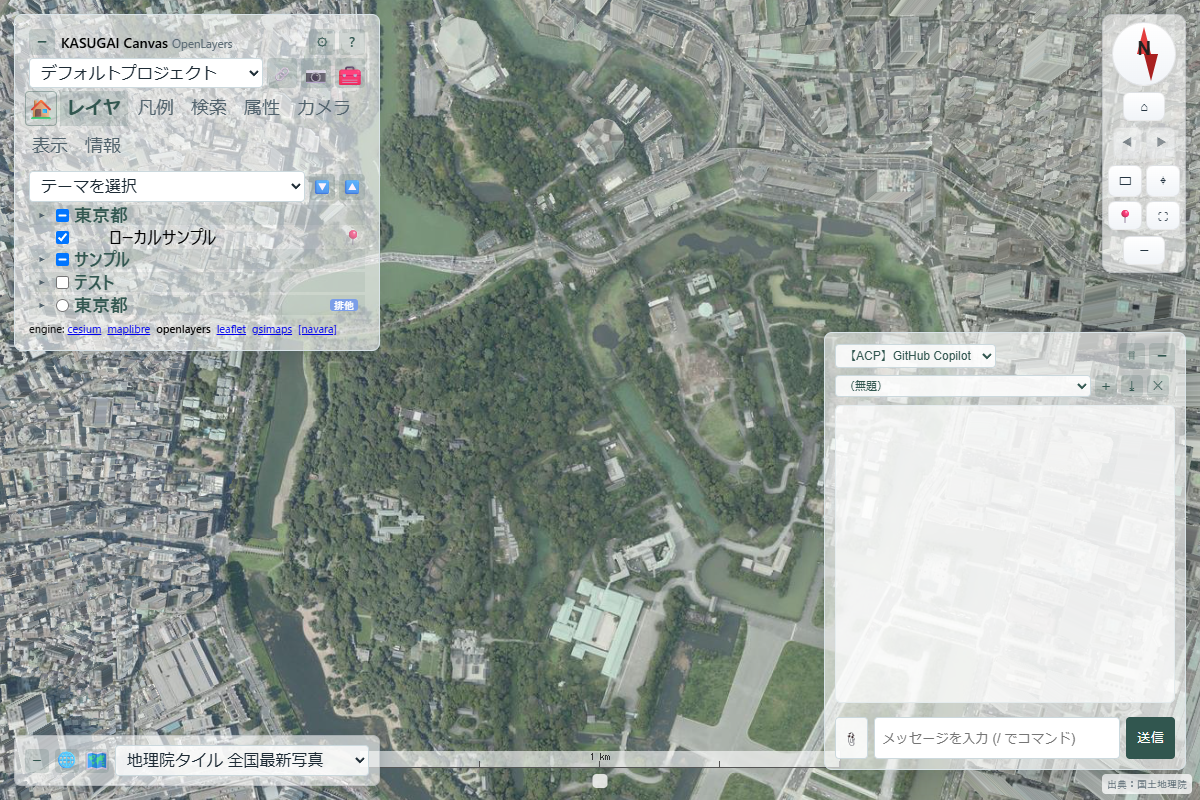 KASUGAI Canvas OpenLayers
?
デフォルトプロジェクト
レイヤ 凡例 検索 属性 カメラ
表示 情報
テーマを選択
東京都
ローカルサンプル
サンプル
テスト
東京都 排他
engine: cesium maplibre openlayers leaflet gsimaps [navara]
N
【ACP】GitHub Copilot
（無題）
メッセージを入力 (/ でコマンド)
送信
地理院タイル 全国最新写真
1 km
出典：国土地理院